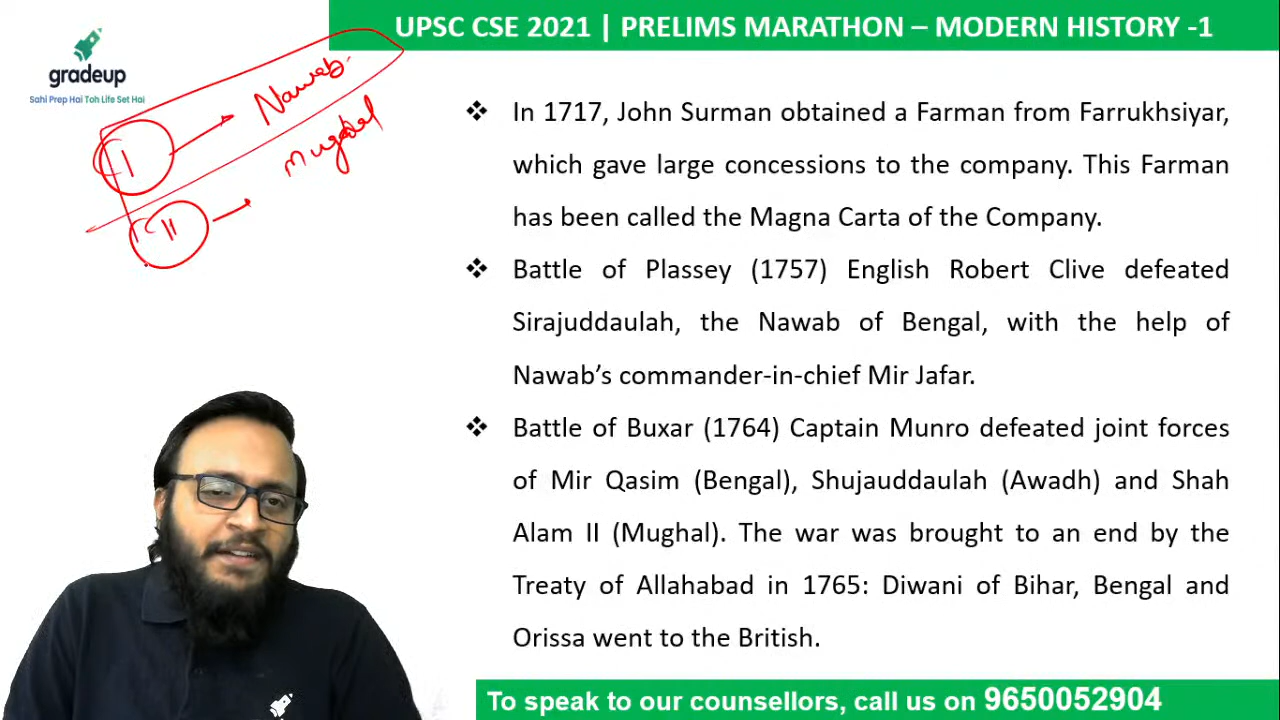 UPSC CSE 2021 | PRELIMS MARATHON – MODERN HISTORY -1
gradeup
Sahi Prep Hai Toh Life Set Hai
I → Nawab
II → Mughal
❖ In 1717, John Surman obtained a Farman from Farrukhsiyar,
which gave large concessions to the company. This Farman
has been called the Magna Carta of the Company.
❖ Battle of Plassey (1757) English Robert Clive defeated
Sirajuddaulah, the Nawab of Bengal, with the help of
Nawab’s commander-in-chief Mir Jafar.
❖ Battle of Buxar (1764) Captain Munro defeated joint forces
of Mir Qasim (Bengal), Shujauddaulah (Awadh) and Shah
Alam II (Mughal). The war was brought to an end by the
Treaty of Allahabad in 1765: Diwani of Bihar, Bengal and
Orissa went to the British.
To speak to our counsellors, call us on 9650052904